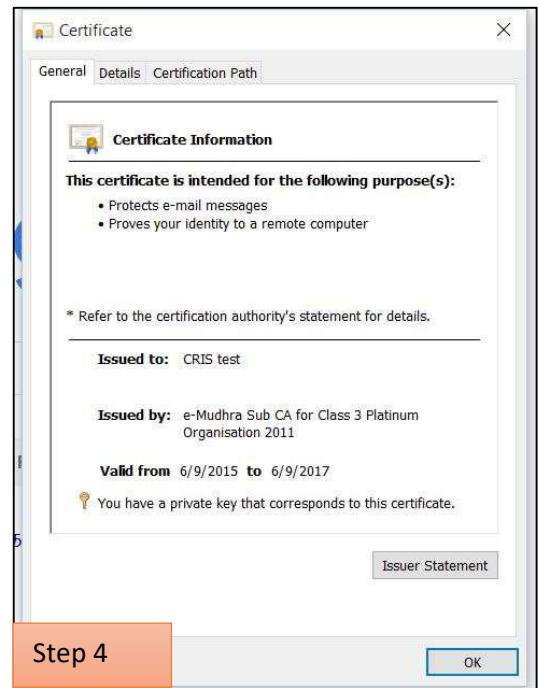 Certificate
General Details Certification Path
Certificate Information
This certificate is intended for the following purpose(s):
• Protects e-mail messages
• Proves your identity to a remote computer
* Refer to the certification authority's statement for details.
Issued to: CRIS test
Issued by: e-Mudhra Sub CA for Class 3 Platinum
Organisation 2011
Valid from 6/9/2015 to 6/9/2017
You have a private key that corresponds to this certificate.
Issuer Statement
Step 4
OK